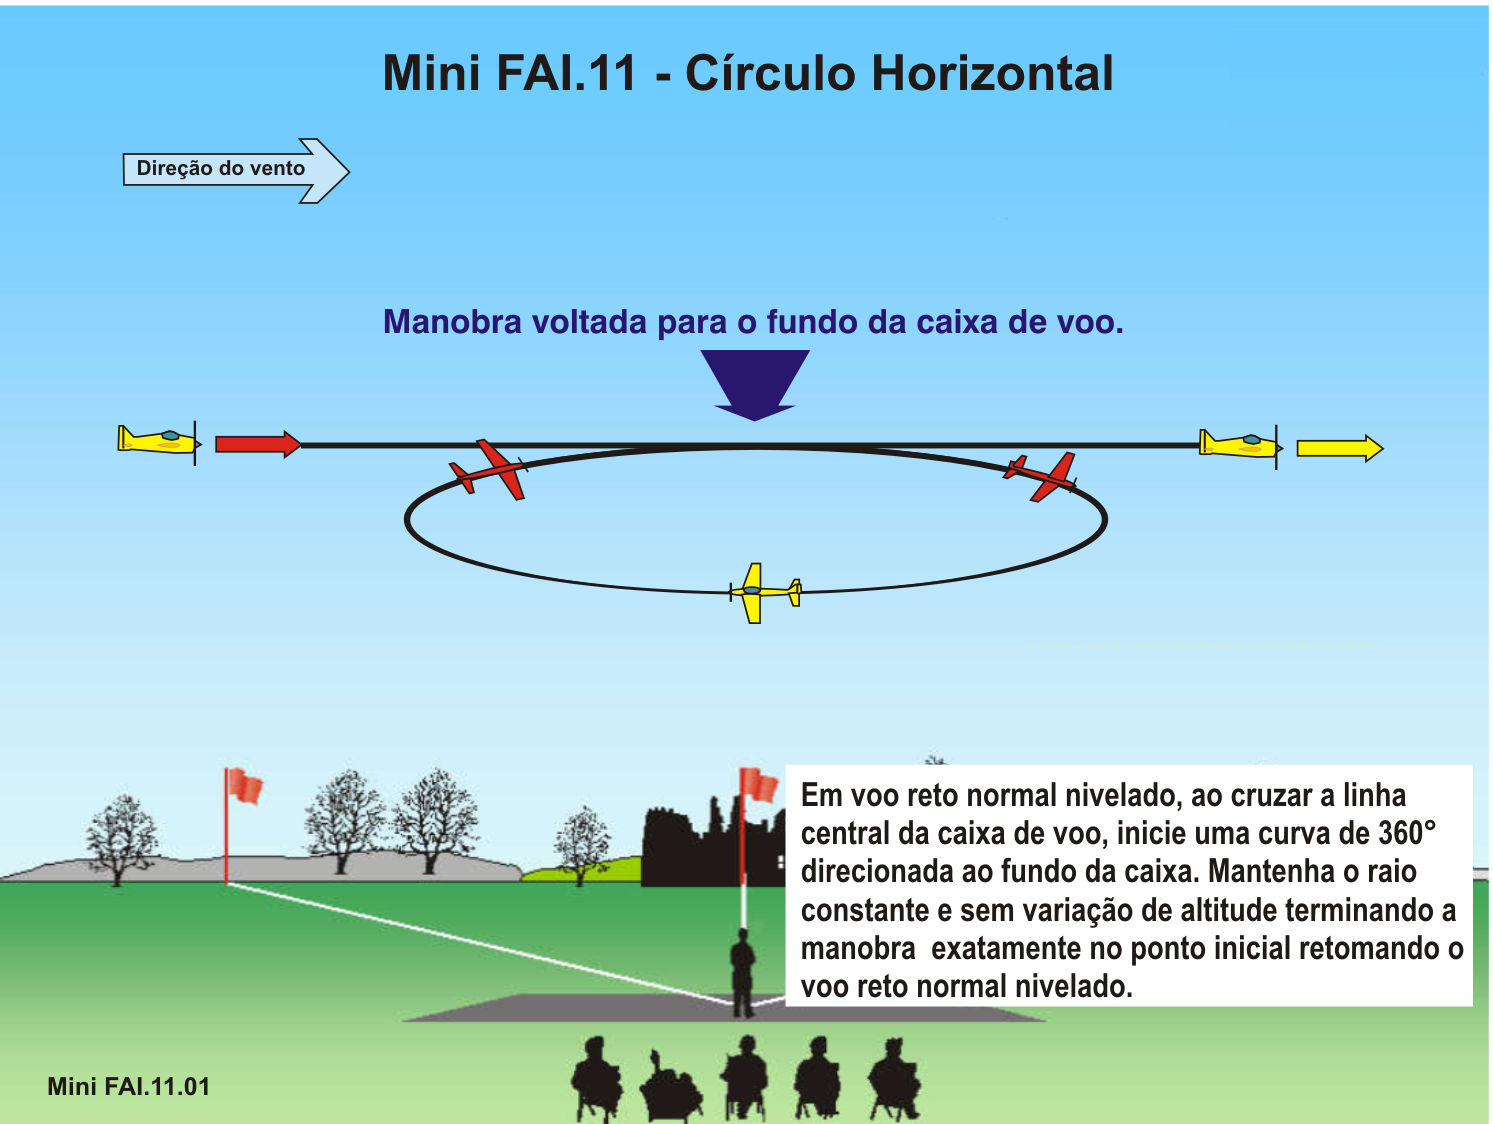 Mini FAI.11 - Círculo Horizontal
Direção do vento
Manobra voltada para o fundo da caixa de voo.
Em voo reto normal nivelado, ao cruzar a linha
central da caixa de voo, inicie uma curva de 360°
direcionada ao fundo da caixa. Mantenha o raio
constante e sem variação de altitude terminando a
manobra  exatamente no ponto inicial retomando o
voo reto normal nivelado.
Mini FAI.11.01